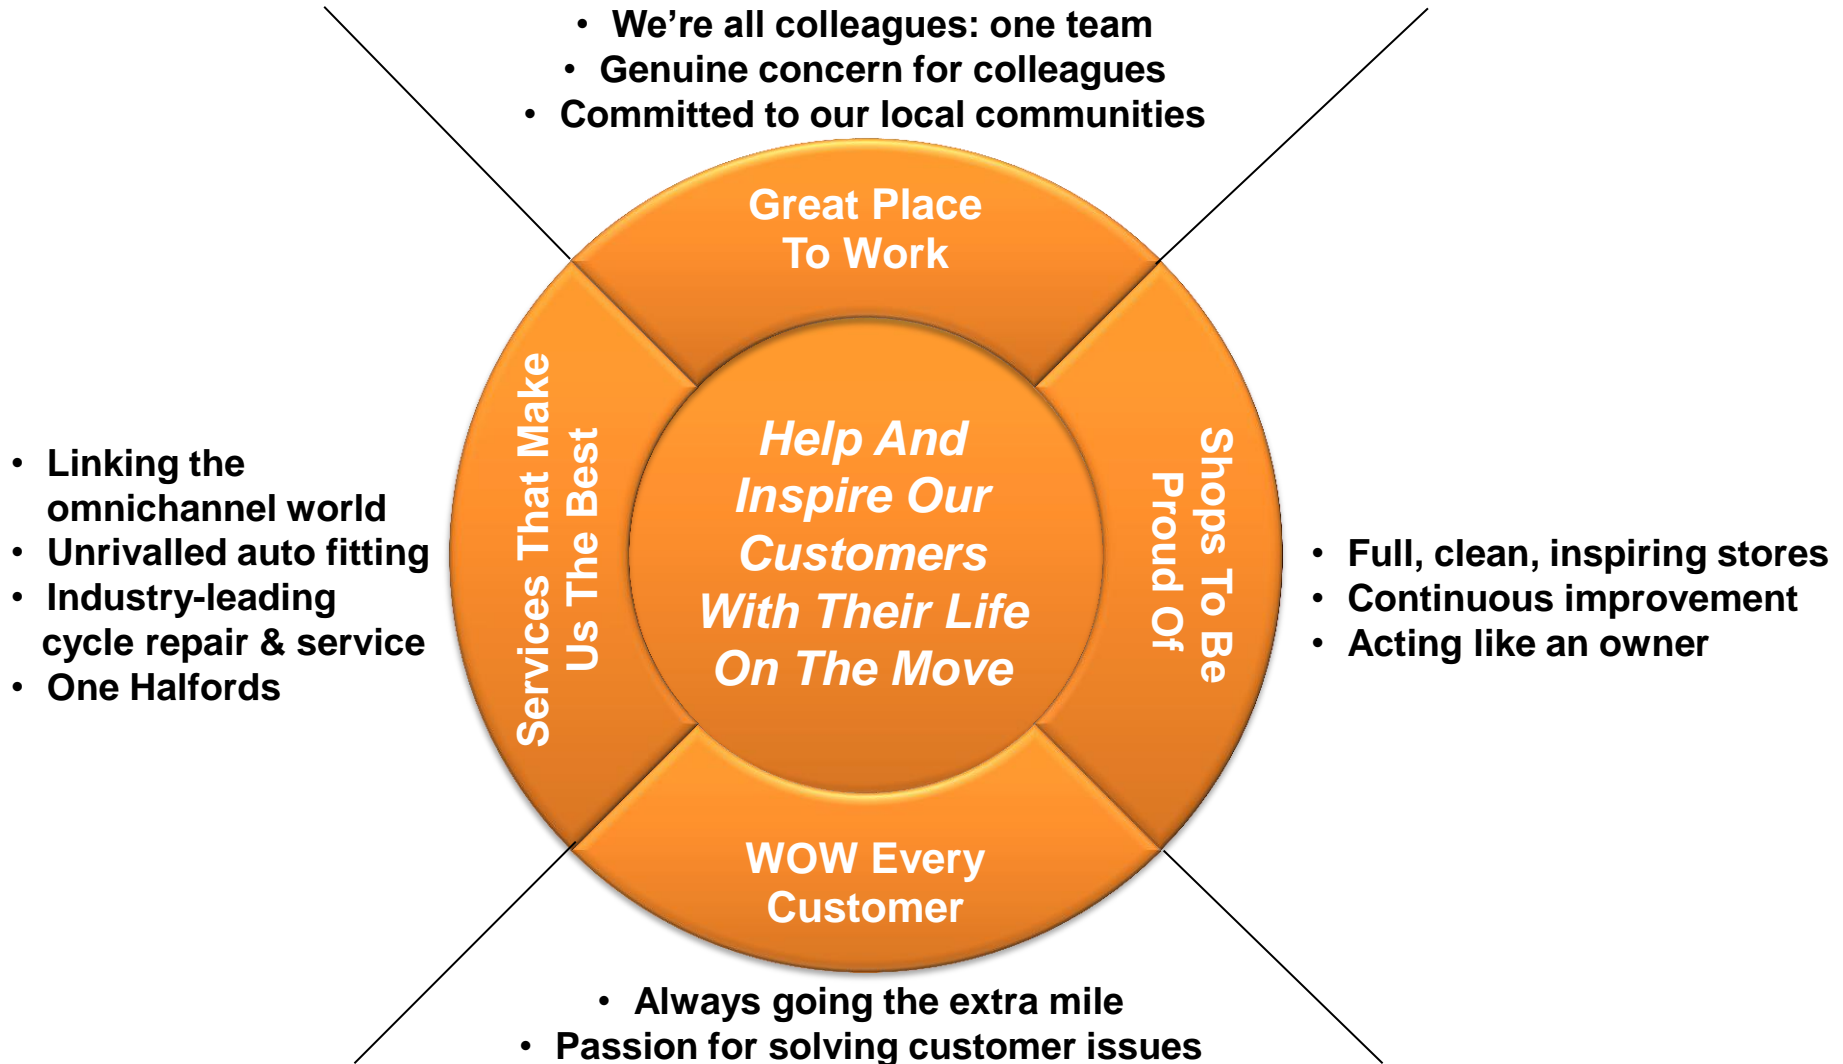 • We’re all colleagues: one team
• Genuine concern for colleagues
• Committed to our local communities
Great Place
To Work
Services That Make
Us The Best
Help And
Inspire Our
Customers
With Their Life
On The Move
Shops To Be
Proud Of
• Linking the
omnichannel world
• Unrivalled auto fitting
• Industry-leading
cycle repair & service
• One Halfords
• Full, clean, inspiring stores
• Continuous improvement
• Acting like an owner
WOW Every
Customer
• Always going the extra mile
• Passion for solving customer issues